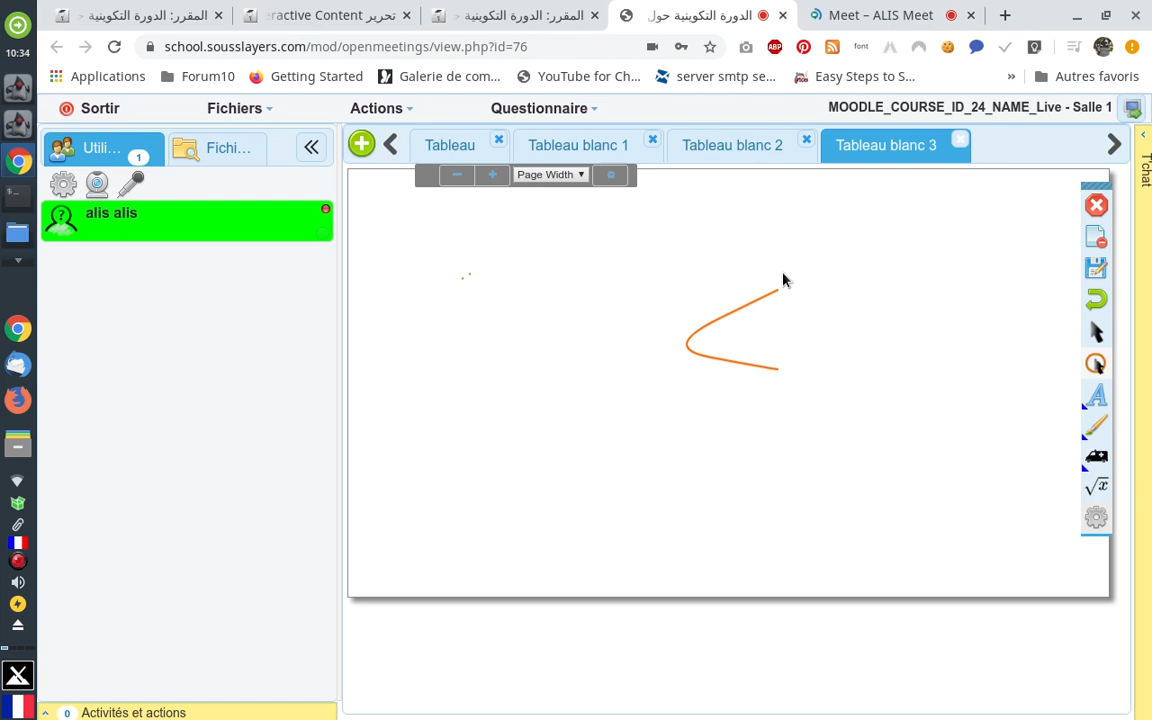 10:34
المقرر: الدورة التكوينية >
تحرير eractive Content
المقرر: الدورة التكوينية >
الدورة التكوينية حول
Meet – ALIS Meet
school.sousslayers.com/mod/openmeetings/view.php?id=76
ABP
font
Applications
Forum10
Getting Started
Galerie de com...
YouTube for Ch...
server smtp se...
Easy Steps to S...
»
Autres favoris
Sortir
Fichiers
Actions
Questionnaire
MOODLE_COURSE_ID_24_NAME_Live - Salle 1
Utili...
1
Fichi...
Tableau
Tableau blanc 1
Tableau blanc 2
Tableau blanc 3
Page Width
T'chat
alis alis
A
√x
0 Activités et actions